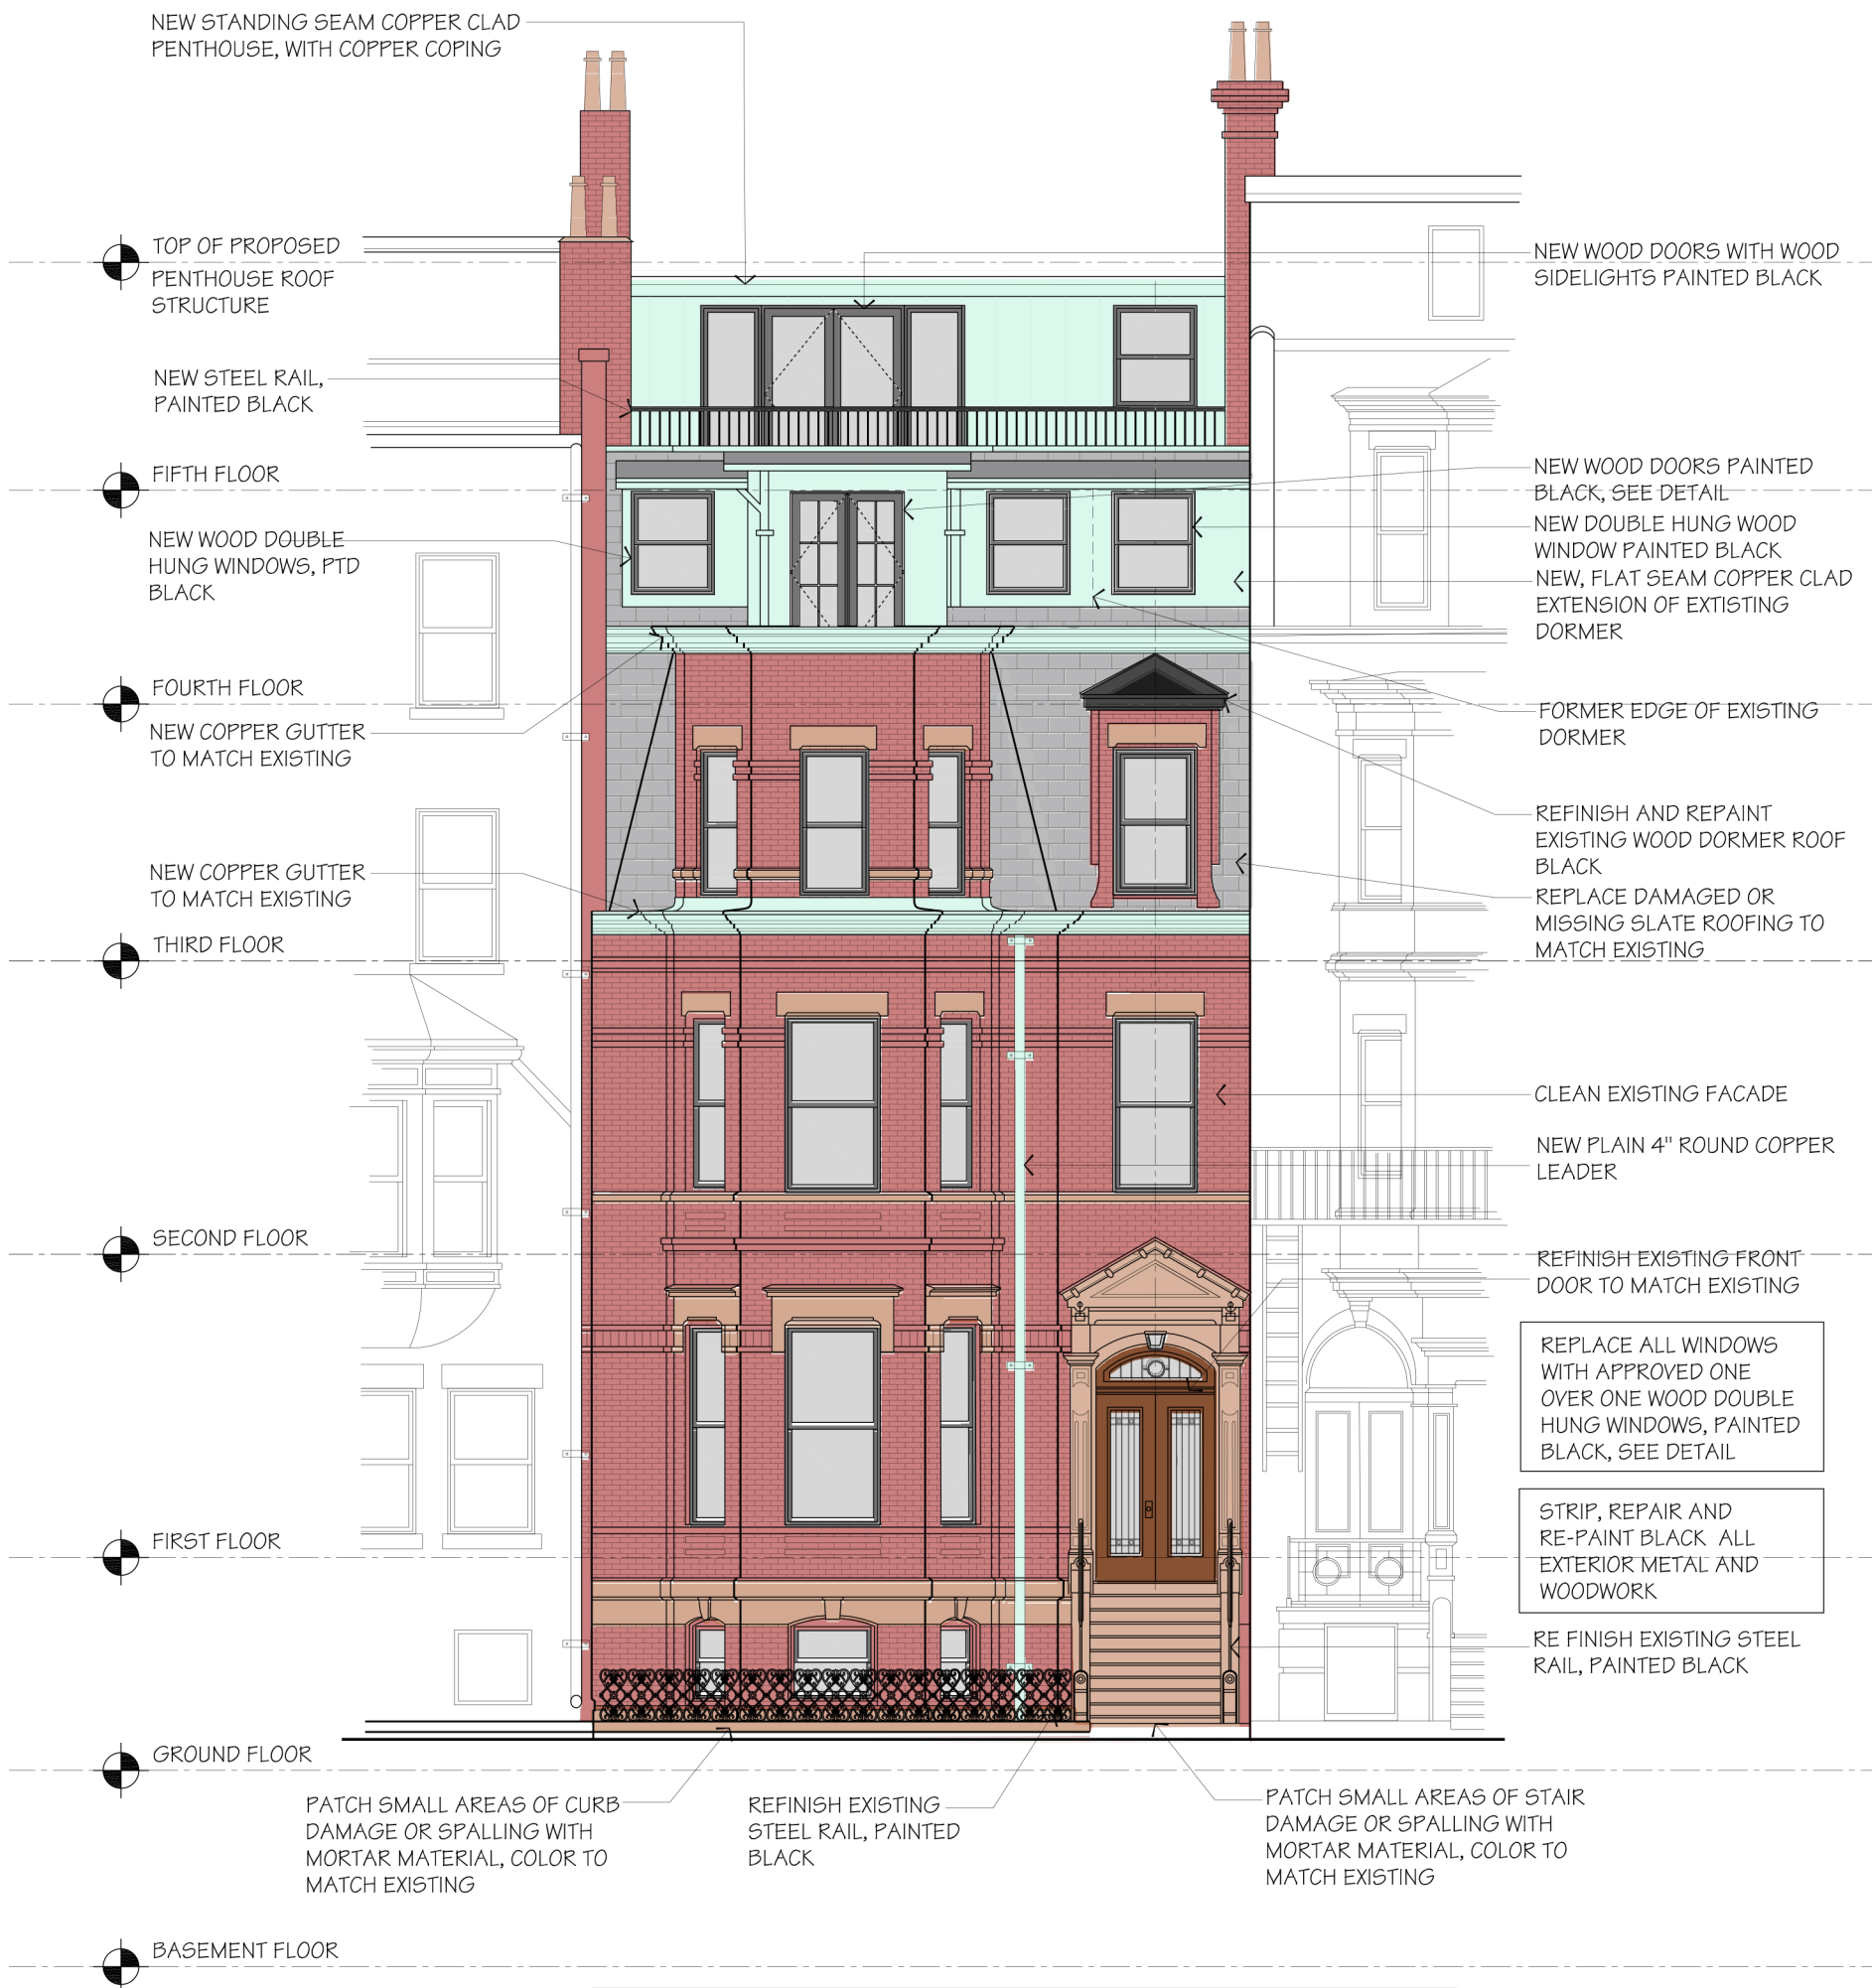 NEW STANDING SEAM COPPER CLAD
PENTHOUSE, WITH COPPER COPING
TOP OF PROPOSED
PENTHOUSE ROOF
STRUCTURE
NEW STEEL RAIL,
PAINTED BLACK
FIFTH FLOOR
NEW WOOD DOUBLE
HUNG WINDOWS, PTD
BLACK
FOURTH FLOOR
NEW COPPER GUTTER
TO MATCH EXISTING
NEW COPPER GUTTER
TO MATCH EXISTING
THIRD FLOOR
SECOND FLOOR
FIRST FLOOR
GROUND FLOOR
BASEMENT FLOOR
NEW WOOD DOORS WITH WOOD
SIDELIGHTS PAINTED BLACK
NEW WOOD DOORS PAINTED
BLACK, SEE DETAIL
NEW DOUBLE HUNG WOOD
WINDOW PAINTED BLACK
NEW, FLAT SEAM COPPER CLAD
EXTENSION OF EXTISTING
DORMER
FORMER EDGE OF EXISTING
DORMER
REFINISH AND REPAINT
EXISTING WOOD DORMER ROOF
BLACK
REPLACE DAMAGED OR
MISSING SLATE ROOFING TO
MATCH EXISTING
CLEAN EXISTING FACADE
NEW PLAIN 4" ROUND COPPER
LEADER
REFINISH EXISTING FRONT
DOOR TO MATCH EXISTING
REPLACE ALL WINDOWS
WITH APPROVED ONE
OVER ONE WOOD DOUBLE
HUNG WINDOWS, PAINTED
BLACK, SEE DETAIL
STRIP, REPAIR AND
RE-PAINT BLACK ALL
EXTERIOR METAL AND
WOODWORK
RE FINISH EXISTING STEEL
RAIL, PAINTED BLACK
PATCH SMALL AREAS OF CURB
DAMAGE OR SPALLING WITH
MORTAR MATERIAL, COLOR TO
MATCH EXISTING
REFINISH EXISTING
STEEL RAIL, PAINTED
BLACK
PATCH SMALL AREAS OF STAIR
DAMAGE OR SPALLING WITH
MORTAR MATERIAL, COLOR TO
MATCH EXISTING